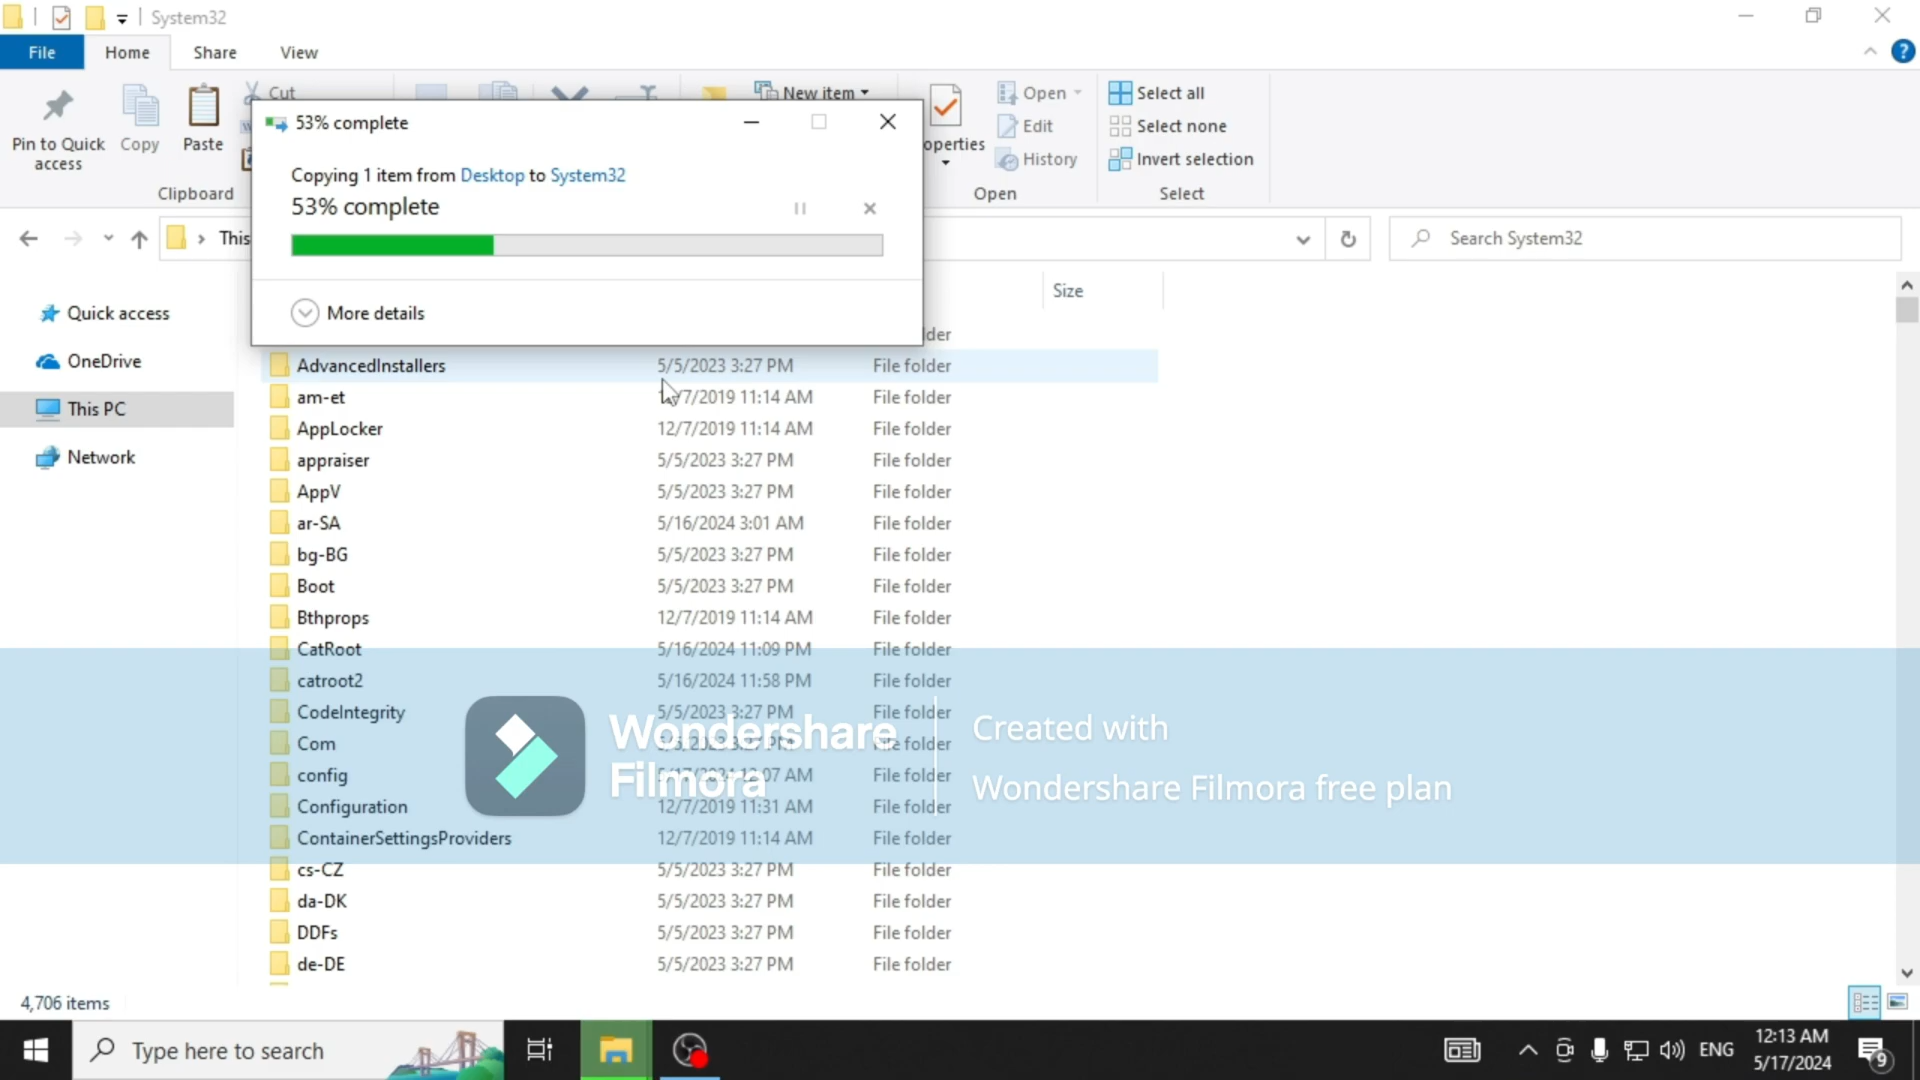 System32
File Home Share View
Cut
New item
Open Select all
Pin to Quick access Copy Paste
operties
Edit Select none
History Invert selection
Clipboard Open Select
53% complete
Copying 1 item from Desktop to System32
53% complete
More details
This
Search System32
Size
Quick access
OneDrive
This PC
Network
lder
AdvancedInstallers 5/5/2023 3:27 PM File folder
am-et 12/7/2019 11:14 AM File folder
AppLocker 12/7/2019 11:14 AM File folder
appraiser 5/5/2023 3:27 PM File folder
AppV 5/5/2023 3:27 PM File folder
ar-SA 5/16/2024 3:01 AM File folder
bg-BG 5/5/2023 3:27 PM File folder
Boot 5/5/2023 3:27 PM File folder
Bthprops 12/7/2019 11:14 AM File folder
CatRoot 5/16/2024 11:09 PM File folder
catroot2 5/16/2024 11:58 PM File folder
CodeIntegrity 5/5/2023 3:27 PM File folder
Com File folder
config 07 AM File folder
Configuration 12/7/2019 11:31 AM File folder
ContainerSettingsProviders 12/7/2019 11:14 AM File folder
cs-CZ 5/5/2023 3:27 PM File folder
da-DK 5/5/2023 3:27 PM File folder
DDFs 5/5/2023 3:27 PM File folder
de-DE 5/5/2023 3:27 PM File folder
Wondershare
Filmora
Created with
Wondershare Filmora free plan
4,706 items
Type here to search
ENG
12:13 AM
5/17/2024
9